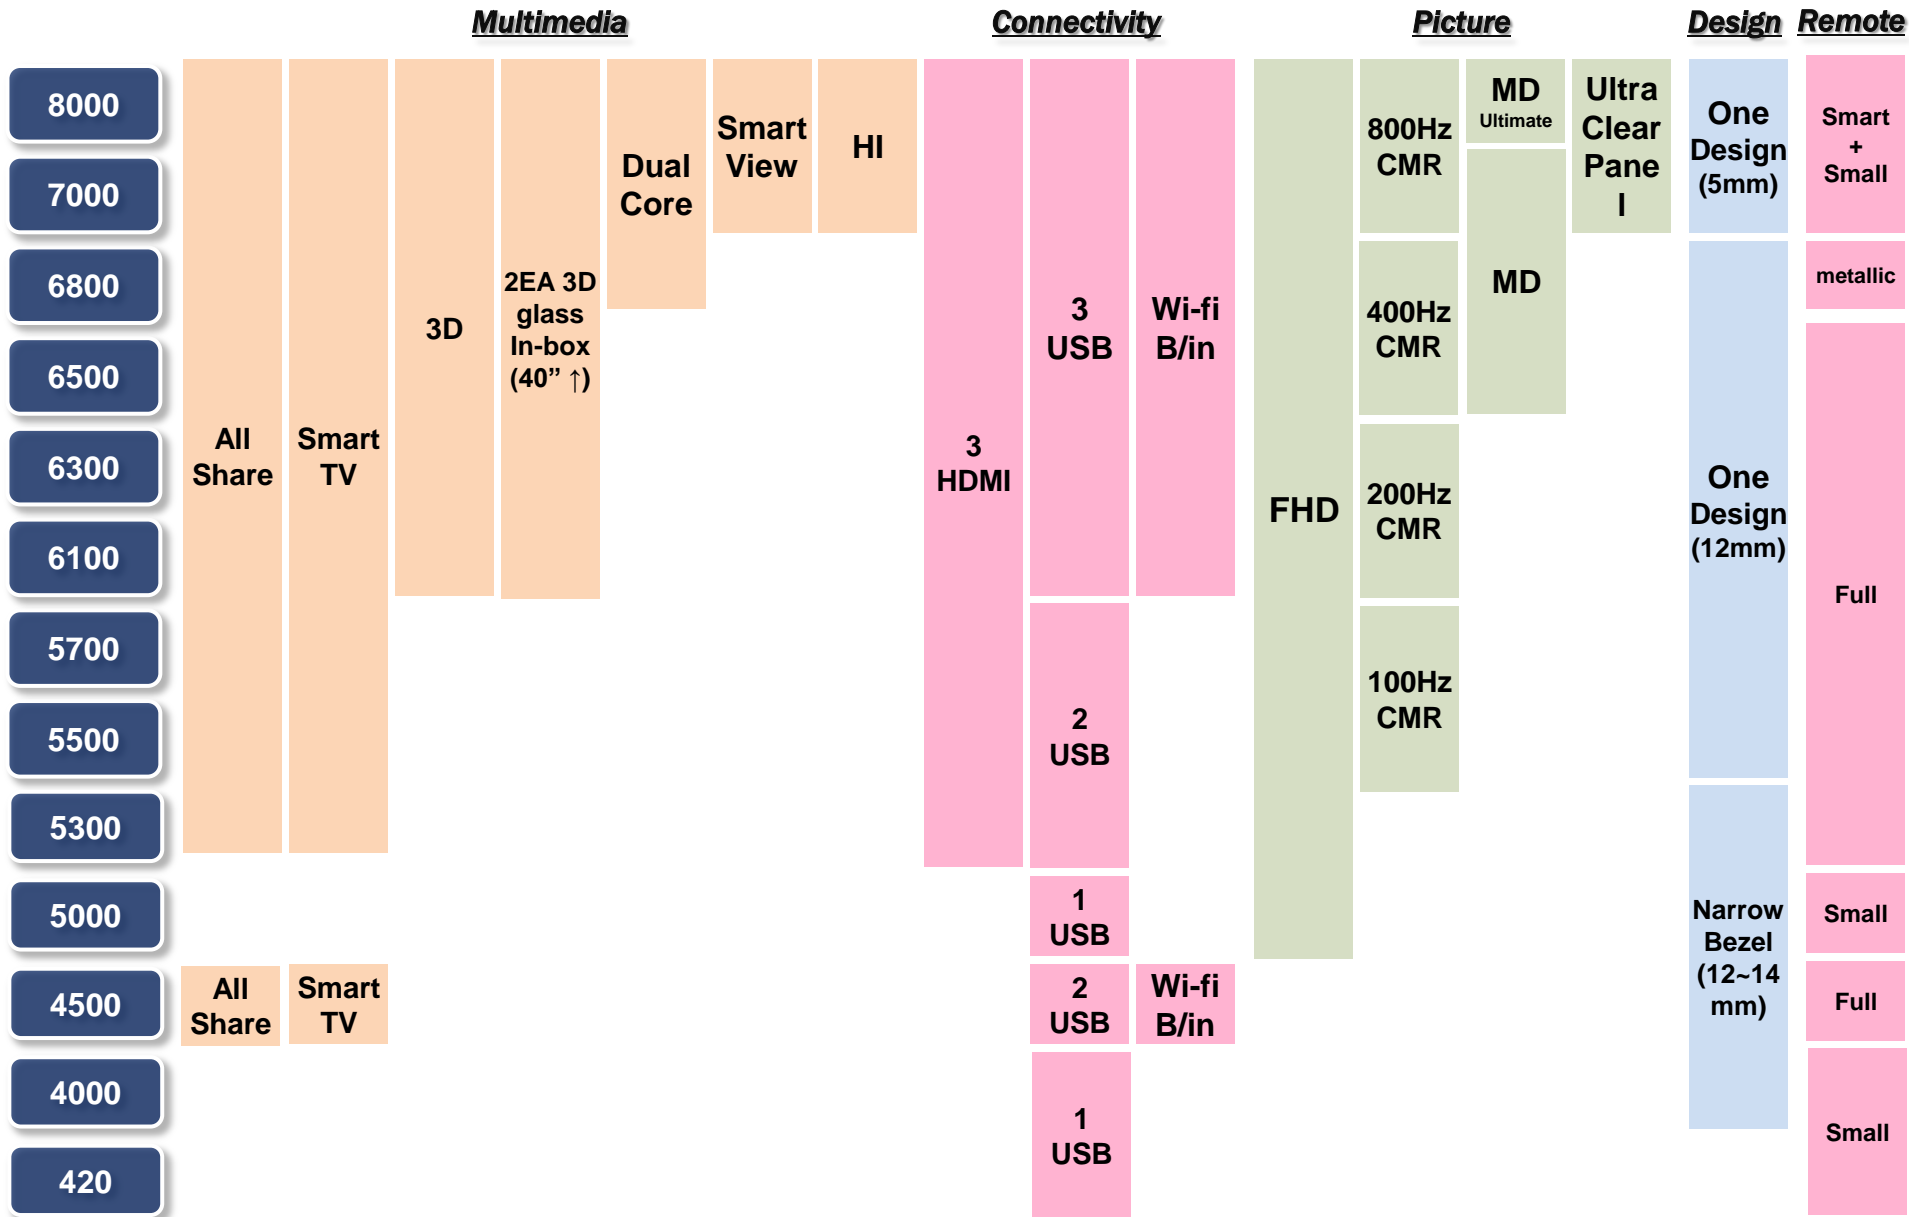 Multimedia
Connectivity
Picture
Design
Remote
8000
7000
6800
6500
6300
6100
5700
5500
5300
5000
4500
4000
420
All
Share
Smart
TV
3D
2EA 3D
glass
In-box
(40” ↑)
Dual
Core
Smart
View
HI
All
Share
Smart
TV
3
HDMI
3
USB
2
USB
1
USB
2
USB
1
USB
Wi-fi
B/in
Wi-fi
B/in
FHD
800Hz
CMR
400Hz
CMR
200Hz
CMR
100Hz
CMR
MD
Ultimate
MD
Ultra
Clear
Pane
l
One
Design
(5mm)
One
Design
(12mm)
Narrow
Bezel
(12~14
mm)
Smart
+
Small
metallic
Full
Small
Full
Small